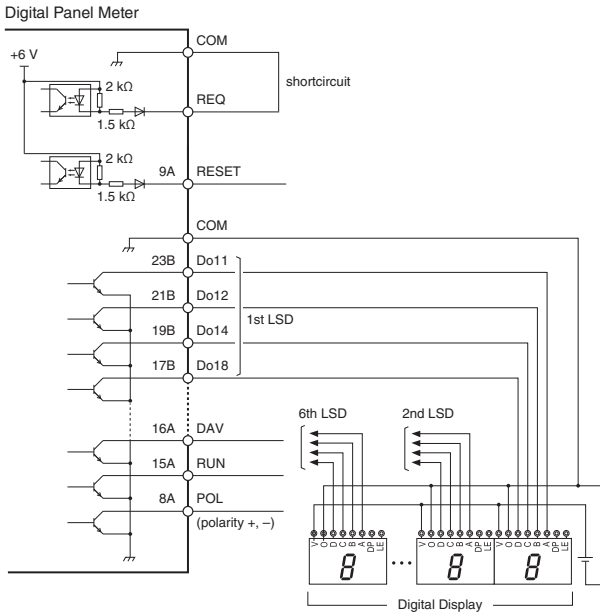 Digital Panel Meter
+6 V
COM
2 kΩ
shortcircuit
REQ
1.5 kΩ
2 kΩ
9A RESET
1.5 kΩ
COM
23B Do11
21B Do12
1st LSD
19B Do14
17B Do18
6th LSD 2nd LSD
16A DAV
15A RUN
8A POL
(polarity +, –)
V O D C B A DP LE V O D C B A DP LE V O D C B A DP LE
8 ... 8 8
Digital Display